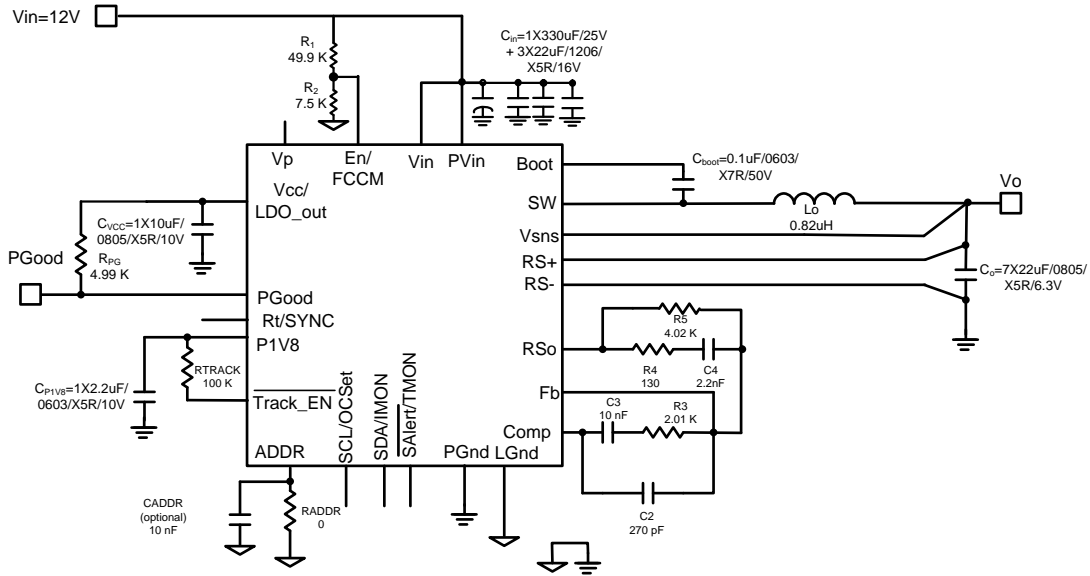 Vin=12V
R1
49.9 K
R2
7.5 K
Cin=1X330uF/25V
+ 3X22uF/1206/
X5R/16V
Vp
En/
FCCM
Vin
PVin
Boot
SW
Vsns
RS+
RS-
RSo
Fb
Comp
Vcc/
LDO_out
PGood
Rt/SYNC
P1V8
Track_EN
ADDR
SCL/OCSet
SDA/IMON
SAlert/TMON
PGnd
LGnd
Cboot=0.1uF/0603/
X7R/50V
Lo
0.82uH
Vo
Co=7X22uF/0805/
X5R/6.3V
CVCC=1X10uF/
0805/X5R/10V
PGood
RPG
4.99 K
RTRACK
100 K
CP1V8=1X2.2uF/
0603/X5R/10V
CADDR
(optional)
10 nF
RADDR
0
R5
4.02 K
R4
130
C4
2.2nF
C3
10 nF
R3
2.01 K
C2
270 pF